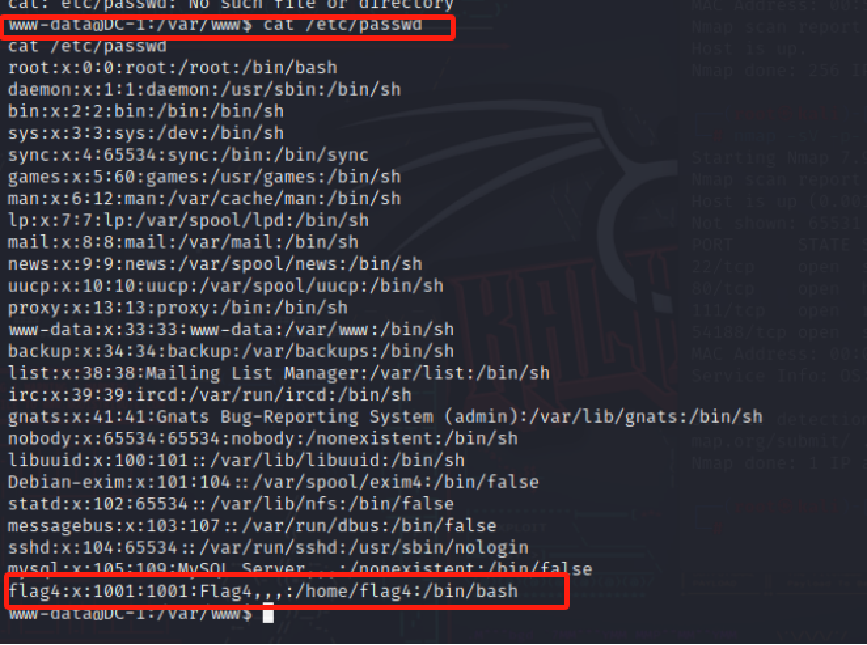 cat: etc/passwd: No such file or directory
www-data@DC-1:/var/www$ cat /etc/passwd
cat /etc/passwd
root:x:0:0:root:/root:/bin/bash
daemon:x:1:1:daemon:/usr/sbin:/bin/sh
bin:x:2:2:bin:/bin:/bin/sh
sys:x:3:3:sys:/dev:/bin/sh
sync:x:4:65534:sync:/bin:/bin/sync
games:x:5:60:games:/usr/games:/bin/sh
man:x:6:12:man:/var/cache/man:/bin/sh
lp:x:7:7:lp:/var/spool/lpd:/bin/sh
mail:x:8:8:mail:/var/mail:/bin/sh
news:x:9:9:news:/var/spool/news:/bin/sh
uucp:x:10:10:uucp:/var/spool/uucp:/bin/sh
proxy:x:13:13:proxy:/bin:/bin/sh
www-data:x:33:33:www-data:/var/www:/bin/sh
backup:x:34:34:backup:/var/backups:/bin/sh
list:x:38:38:Mailing List Manager:/var/list:/bin/sh
irc:x:39:39:ircd:/var/run/ircd:/bin/sh
gnats:x:41:41:Gnats Bug-Reporting System (admin):/var/lib/gnats:/bin/sh
nobody:x:65534:65534:nobody:/nonexistent:/bin/sh
libuuid:x:100:101::/var/lib/libuuid:/bin/sh
Debian-exim:x:101:104::/var/spool/exim4:/bin/false
statd:x:102:65534::/var/lib/nfs:/bin/false
messagebus:x:103:107::/var/run/dbus:/bin/false
sshd:x:104:65534::/var/run/sshd:/usr/sbin/nologin
mysql:x:105:109:MySQL Server,,,:/nonexistent:/bin/false
flag4:x:1001:1001:Flag4,,,:/home/flag4:/bin/bash
www-data@DC-1:/var/www$
MAC Address: 00:
Nmap scan report
Host is up.
Nmap done: 256 IP
Starting Nmap 7.
Nmap scan report
Host is up (0.00
Not shown: 65531
PORT STATE
22/tcp open
80/tcp open
111/tcp open
54188/tcp open
MAC Address: 00:0
Service Info: OS:
detection
map.org/submit/
Nmap done: 1 IP
KALI